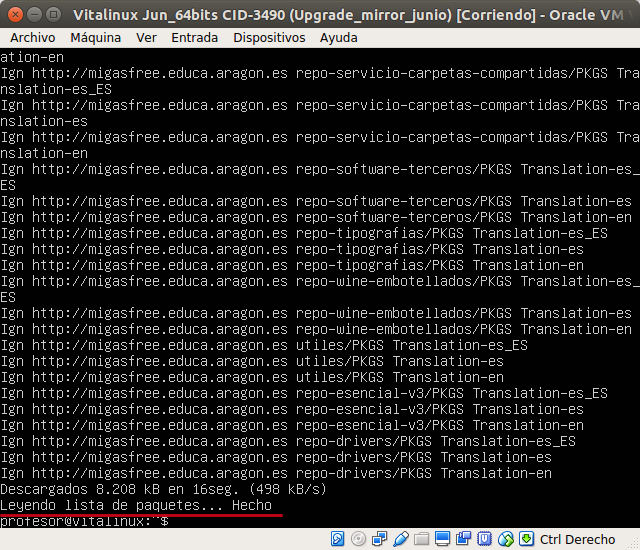 Vitalinux Jun_64bits CID-3490 (Upgrade_mirror_junio) [Corriendo] - Oracle VM
Archivo Máquina Ver Entrada Dispositivos Ayuda
ation-en
Ign http://migasfree.educa.aragon.es repo-servicio-carpetas-compartidas/PKGS Tra
nslation-es_ES
Ign http://migasfree.educa.aragon.es repo-servicio-carpetas-compartidas/PKGS Tra
nslation-es
Ign http://migasfree.educa.aragon.es repo-servicio-carpetas-compartidas/PKGS Tra
nslation-en
Ign http://migasfree.educa.aragon.es repo-software-terceros/PKGS Translation-es_
ES
Ign http://migasfree.educa.aragon.es repo-software-terceros/PKGS Translation-es
Ign http://migasfree.educa.aragon.es repo-software-terceros/PKGS Translation-en
Ign http://migasfree.educa.aragon.es repo-tipografias/PKGS Translation-es_ES
Ign http://migasfree.educa.aragon.es repo-tipografias/PKGS Translation-es
Ign http://migasfree.educa.aragon.es repo-tipografias/PKGS Translation-en
Ign http://migasfree.educa.aragon.es repo-wine-embotellados/PKGS Translation-es_
ES
Ign http://migasfree.educa.aragon.es repo-wine-embotellados/PKGS Translation-es
Ign http://migasfree.educa.aragon.es repo-wine-embotellados/PKGS Translation-en
Ign http://migasfree.educa.aragon.es utiles/PKGS Translation-es_ES
Ign http://migasfree.educa.aragon.es utiles/PKGS Translation-es
Ign http://migasfree.educa.aragon.es utiles/PKGS Translation-en
Ign http://migasfree.educa.aragon.es repo-esencial-v3/PKGS Translation-es_ES
Ign http://migasfree.educa.aragon.es repo-esencial-v3/PKGS Translation-es
Ign http://migasfree.educa.aragon.es repo-esencial-v3/PKGS Translation-en
Ign http://migasfree.educa.aragon.es repo-drivers/PKGS Translation-es_ES
Ign http://migasfree.educa.aragon.es repo-drivers/PKGS Translation-es
Ign http://migasfree.educa.aragon.es repo-drivers/PKGS Translation-en
Descargados 8.208 kB en 16seg. (498 kB/s)
Leyendo lista de paquetes... Hecho
profesor@vitalinux:~$
Ctrl Derecho